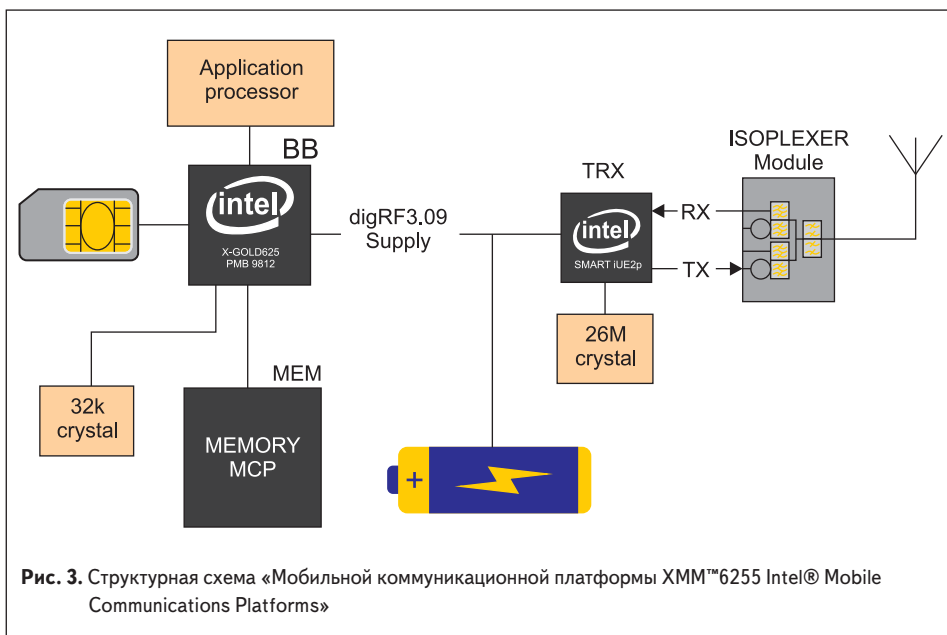 Application
processor
BB
intel
X-GOLD625
PMB 9812
digRF3.09
Supply
TRX
intel
SMART iUE2p
RX
TX
ISOPLEXER
Module
26M
crystal
32k
crystal
MEM
MEMORY
MCP
+
Рис. 3. Структурная схема «Мобильной коммуникационной платформы XMM™6255 Intel® Mobile
Communications Platforms»